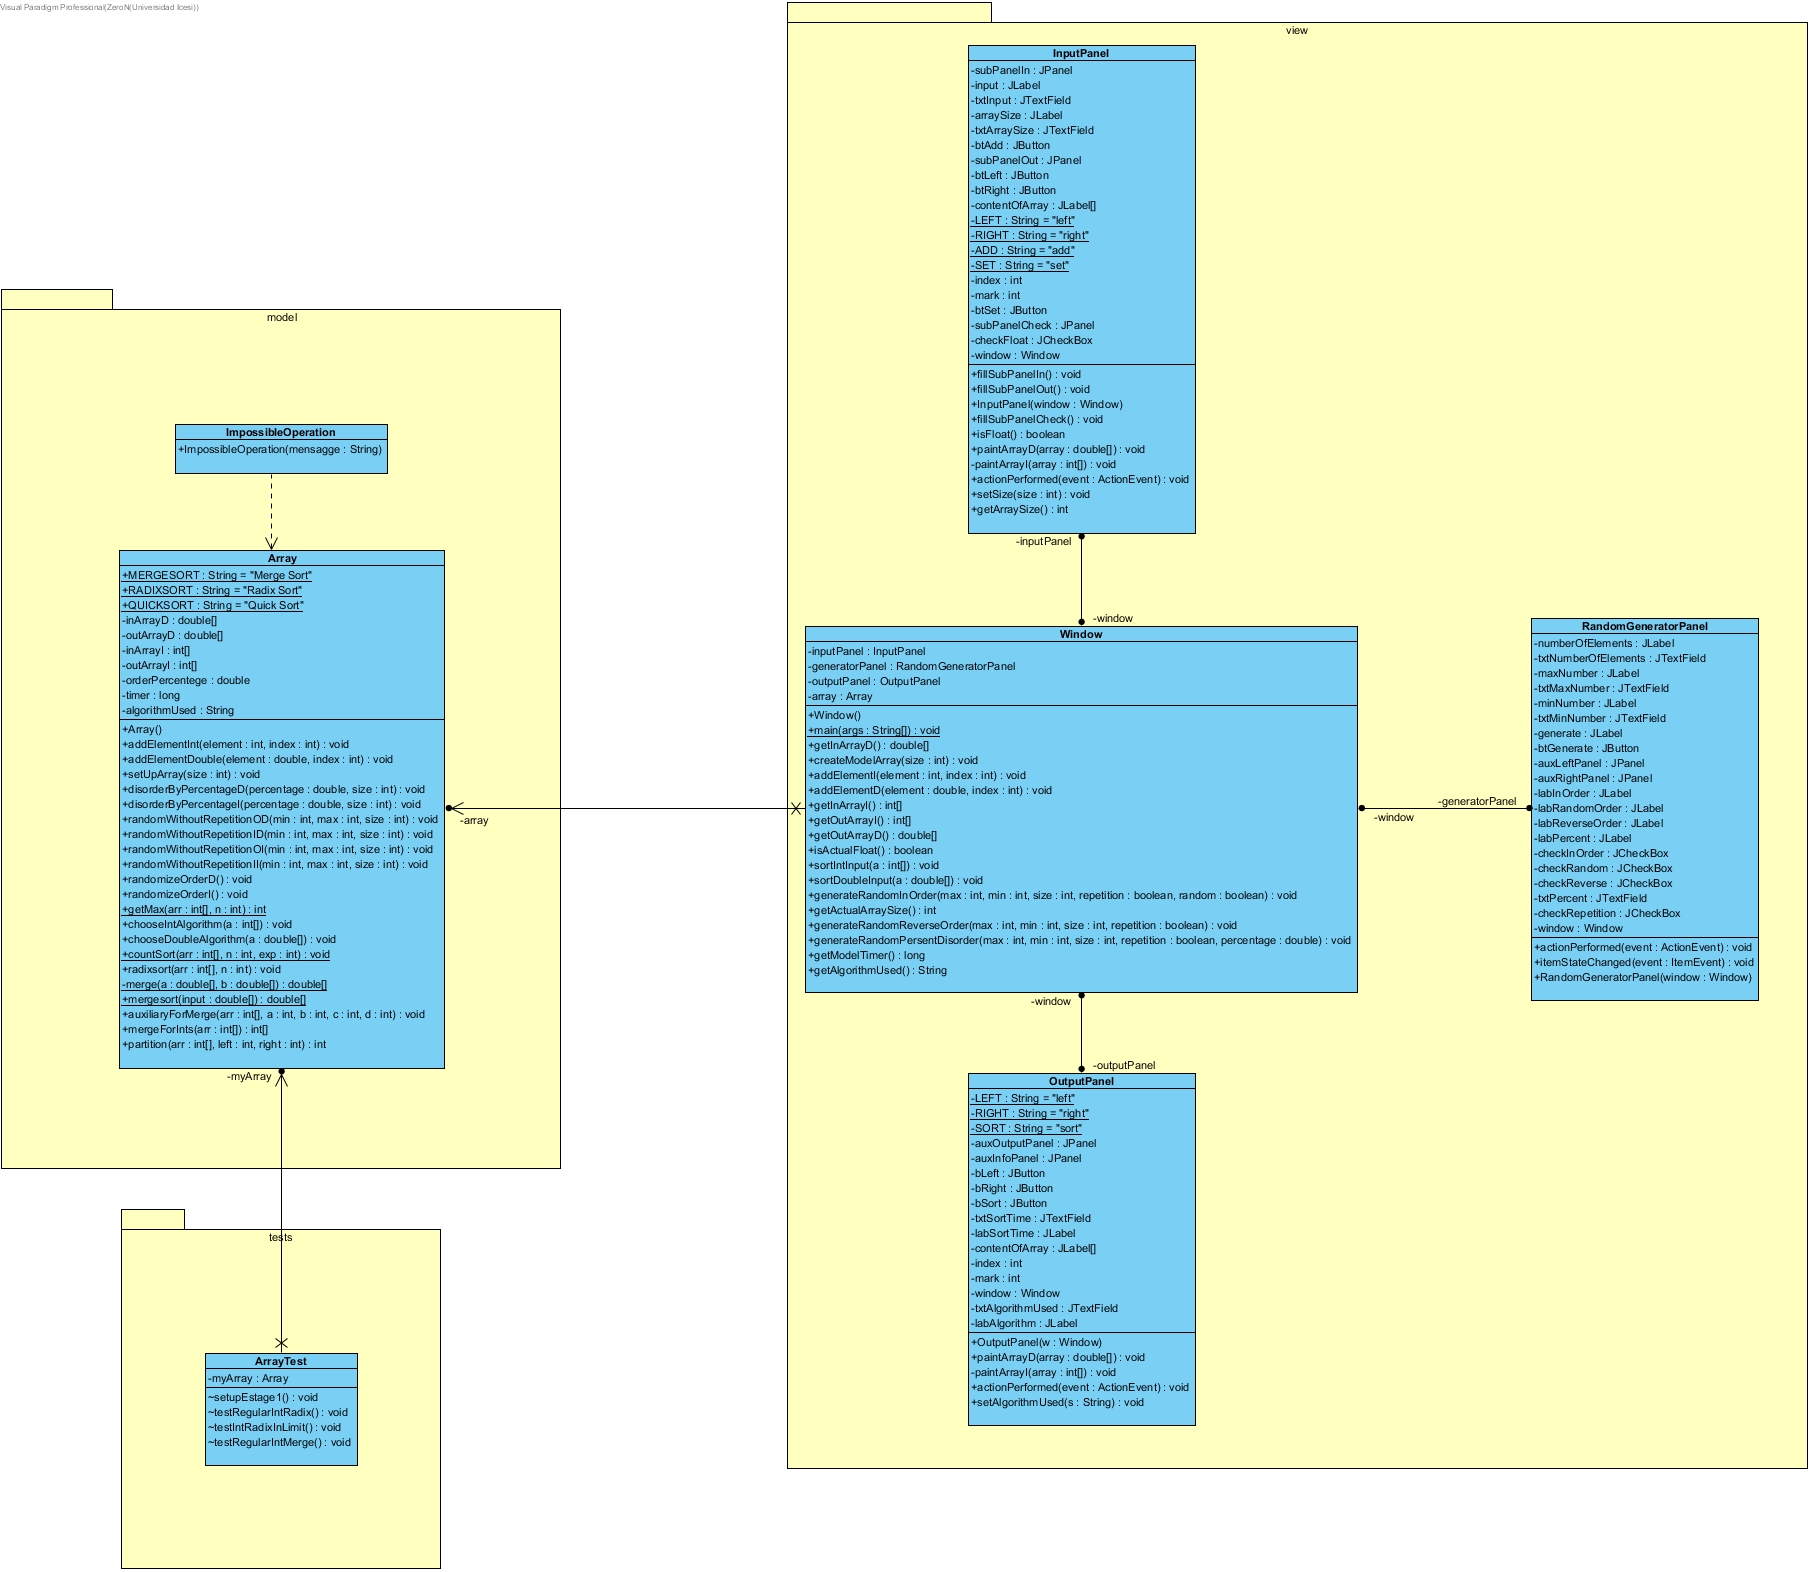 Visual Paradigm Professional(ZeroN(Universidad Icesi))
view
InputPanel
-subPanelIn : JPanel
-input : JLabel
-txtInput : JTextField
-arraySize : JLabel
-txtArraySize : JTextField
-btAdd : JButton
-subPanelOut : JPanel
-btLeft : JButton
-btRight : JButton
-contentOfArray : JLabel[]
-LEFT : String = "left"
-RIGHT : String = "right"
-ADD : String = "add"
-SET : String = "set"
-index : int
-mark : int
-btSet : JButton
-subPanelCheck : JPanel
-checkFloat : JCheckBox
-window : Window
+fillSubPanelIn() : void
+fillSubPanelOut() : void
+InputPanel(window : Window)
+fillSubPanelCheck() : void
+isFloat() : boolean
+paintArrayD(array : double[]) : void
-paintArrayI(array : int[]) : void
+actionPerformed(event : ActionEvent) : void
+setSize(size : int) : void
+getArraySize() : int
-inputPanel
-window
model
ImpossibleOperation
+ImpossibleOperation(mensagge : String)
Array
+MERGESORT : String = "Merge Sort"
+RADIXSORT : String = "Radix Sort"
+QUICKSORT : String = "Quick Sort"
-inArrayD : double[]
-outArrayD : double[]
-inArrayI : int[]
-outArrayI : int[]
-orderPercentege : double
-timer : long
-algorithmUsed : String
+Array()
+addElementInt(element : int, index : int) : void
+addElementDouble(element : double, index : int) : void
+setUpArray(size : int) : void
+disorderByPercentageD(percentage : double, size : int) : void
+disorderByPercentageI(percentage : double, size : int) : void
+randomWithoutRepetitionOD(min : int, max : int, size : int) : void
+randomWithoutRepetitionID(min : int, max : int, size : int) : void
+randomWithoutRepetitionOI(min : int, max : int, size : int) : void
+randomWithoutRepetitionII(min : int, max : int, size : int) : void
+randomizeOrderD() : void
+randomizeOrderI() : void
+getMax(arr : int[], n : int) : int
+chooseIntAlgorithm(a : int[]) : void
+chooseDoubleAlgorithm(a : double[]) : void
+countSort(arr : int[], n : int, exp : int) : void
+radixsort(arr : int[], n : int) : void
-merge(a : double[], b : double[]) : double[]
+mergesort(input : double[]) : double[]
+auxiliaryForMerge(arr : int[], a : int, b : int, c : int, d : int) : void
+mergeForInts(arr : int[]) : int[]
+partition(arr : int[], left : int, right : int) : int
-array
-myArray
Window
-inputPanel : InputPanel
-generatorPanel : RandomGeneratorPanel
-outputPanel : OutputPanel
-array : Array
+Window()
+main(args : String[]) : void
+getInArrayD() : double[]
+createModelArray(size : int) : void
+addElementI(element : int, index : int) : void
+addElementD(element : double, index : int) : void
+getInArrayI() : int[]
+getOutArrayI() : int[]
+getOutArrayD() : double[]
+isActualFloat() : boolean
+sortIntInput(a : int[]) : void
+sortDoubleInput(a : double[]) : void
+generateRandomInOrder(max : int, min : int, size : int, repetition : boolean, random : boolean) : void
+getActualArraySize() : int
+generateRandomReverseOrder(max : int, min : int, size : int, repetition : boolean) : void
+generateRandomPersentDisorder(max : int, min : int, size : int, repetition : boolean, percentage : double) : void
+getModelTimer() : long
+getAlgorithmUsed() : String
-generatorPanel
-window
RandomGeneratorPanel
-numberOfElements : JLabel
-txtNumberOfElements : JTextField
-maxNumber : JLabel
-txtMaxNumber : JTextField
-minNumber : JLabel
-txtMinNumber : JTextField
-generate : JLabel
-btGenerate : JButton
-auxLeftPanel : JPanel
-auxRightPanel : JPanel
-labInOrder : JLabel
-labRandomOrder : JLabel
-labReverseOrder : JLabel
-labPercent : JLabel
-checkInOrder : JCheckBox
-checkRandom : JCheckBox
-checkReverse : JCheckBox
-txtPercent : JTextField
-checkRepetition : JCheckBox
-window : Window
+actionPerformed(event : ActionEvent) : void
+itemStateChanged(event : ItemEvent) : void
+RandomGeneratorPanel(window : Window)
-window
-outputPanel
OutputPanel
-LEFT : String = "left"
-RIGHT : String = "right"
-SORT : String = "sort"
-auxOutputPanel : JPanel
-auxInfoPanel : JPanel
-bLeft : JButton
-bRight : JButton
-bSort : JButton
-txtSortTime : JTextField
-labSortTime : JLabel
-contentOfArray : JLabel[]
-index : int
-mark : int
-window : Window
-txtAlgorithmUsed : JTextField
-labAlgorithm : JLabel
+OutputPanel(w : Window)
+paintArrayD(array : double[]) : void
-paintArrayI(array : int[]) : void
+actionPerformed(event : ActionEvent) : void
+setAlgorithmUsed(s : String) : void
tests
ArrayTest
-myArray : Array
~setupEstage1() : void
~testRegularIntRadix() : void
~testIntRadixInLimit() : void
~testRegularIntMerge() : void